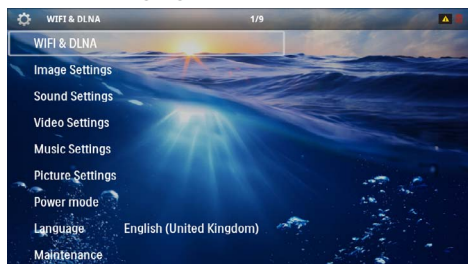 WIFI & DLNA 1/9
WIFI & DLNA
Image Settings
Sound Settings
Video Settings
Music Settings
Picture Settings
Power mode
Language English (United Kingdom)
Maintenance